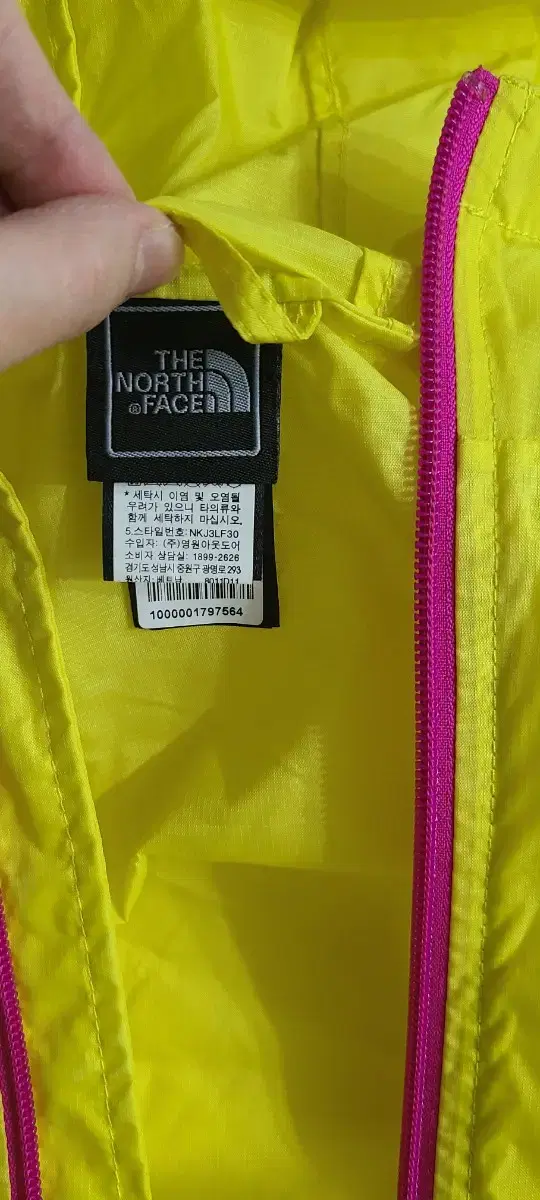 THE
NORTH
FACE
®
* 세탁시 이염 및 오염될
우려가 있으니 타의류와
함께 세탁하지 마십시오.
5.스타일번호: NKJ3LF30
수입자: (주)영원아웃도어
소비자 상담실: 1899-2626
경기도 성남시 중원구 광명로 293
원산지: 베트남 8011D11
1000001797564